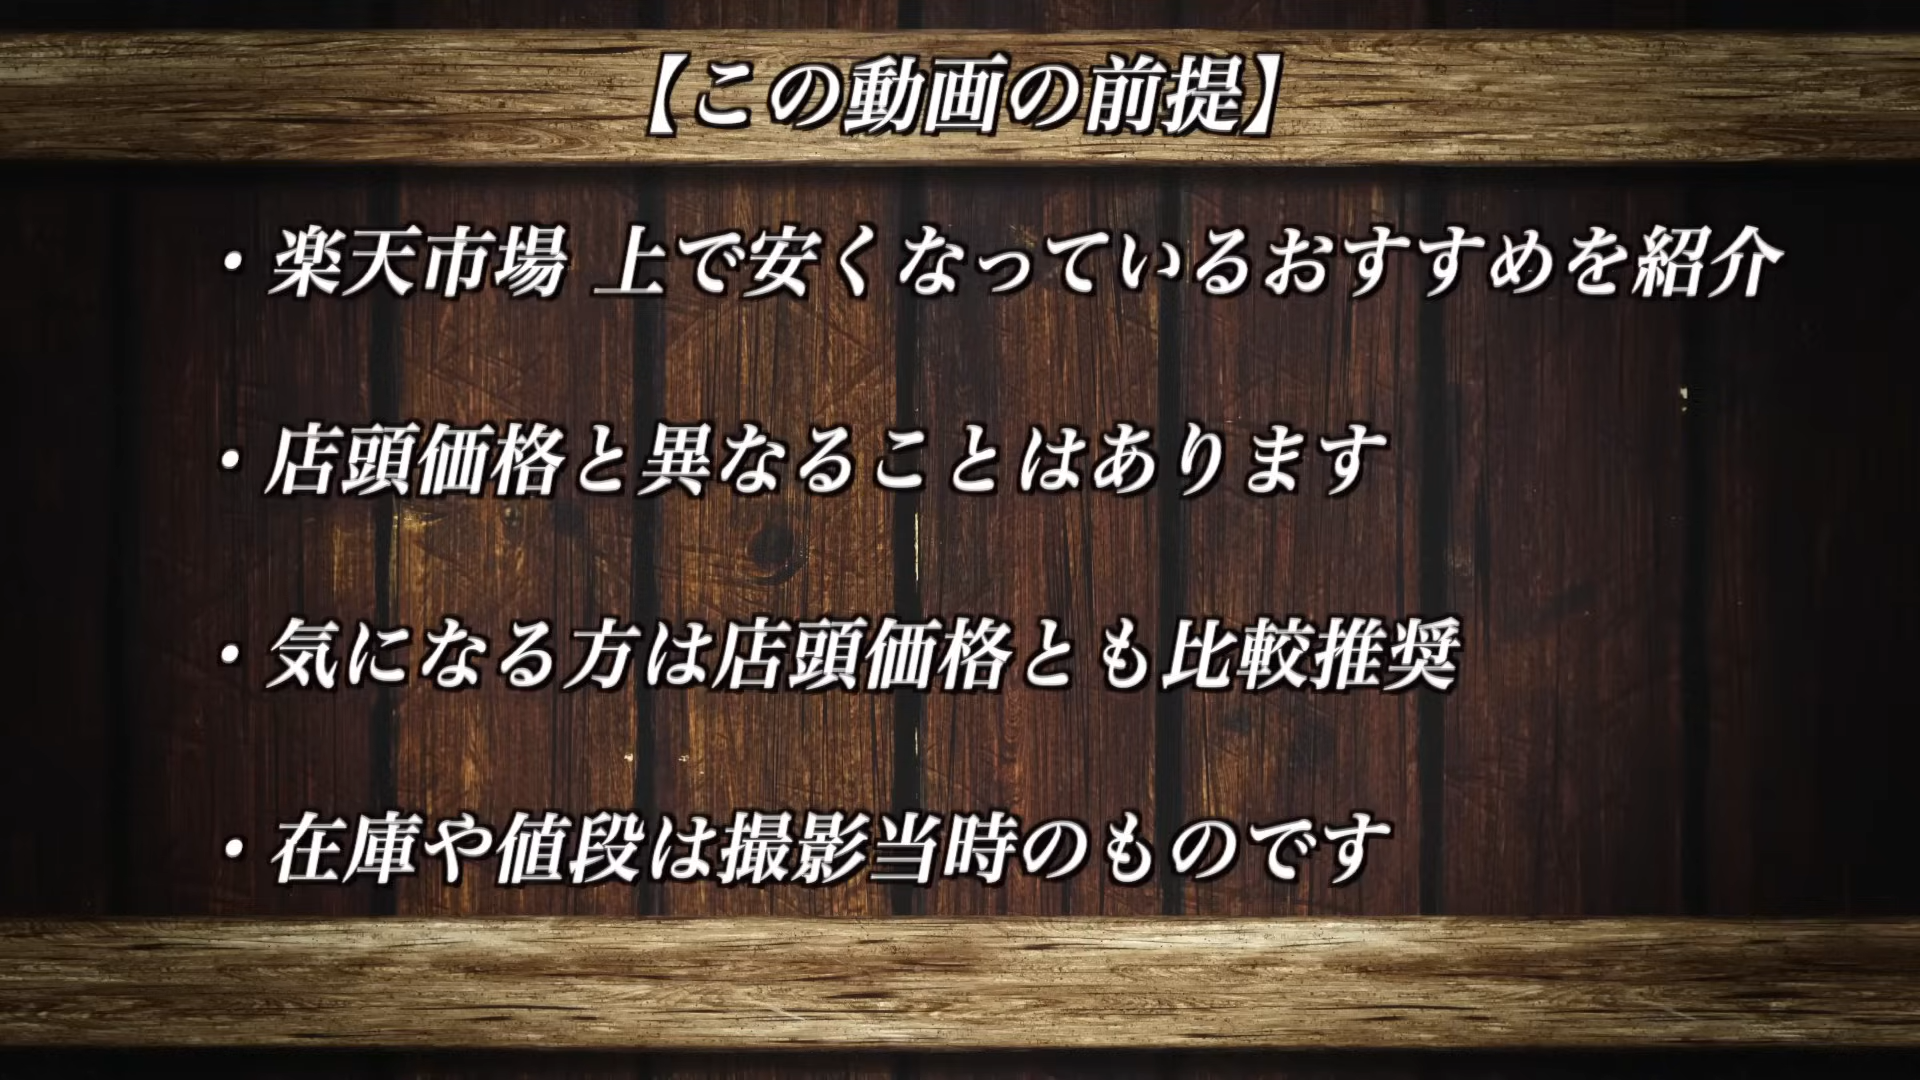 【この動画の前提】
・楽天市場 上で安くなっているおすすめを紹介
・店頭価格と異なることはあります
・気になる方は店頭価格とも比較推奨
・在庫や値段は撮影当時のものです